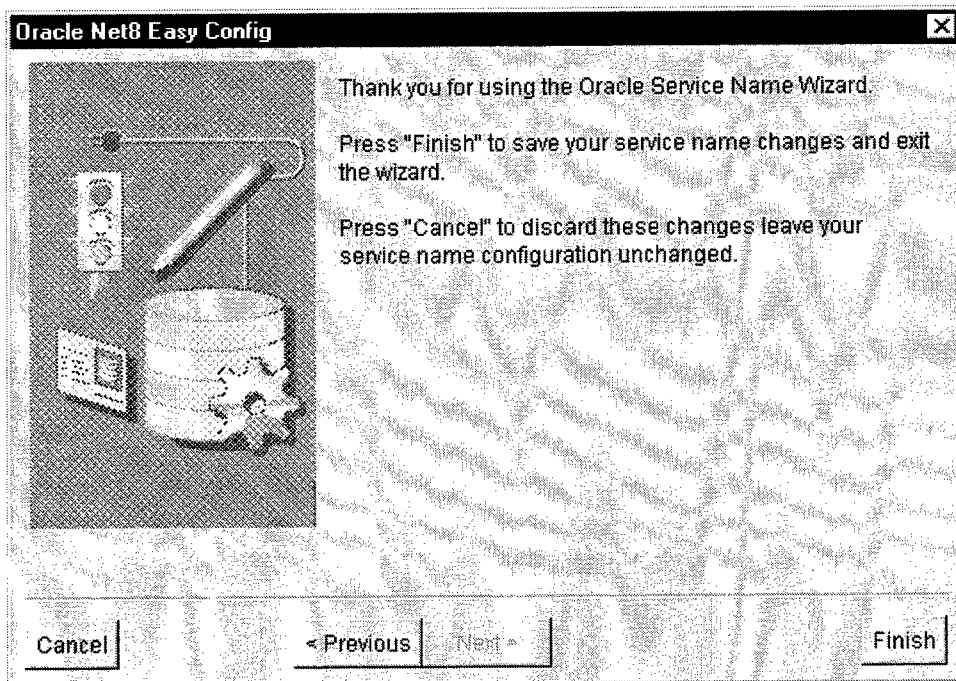 Oracle Net8 Easy Config
Thank you for using the Oracle Service Name Wizard.
Press "Finish" to save your service name changes and exit
the wizard.
Press "Cancel" to discard these changes leave your
service name configuration unchanged.
Cancel
< Previous
Next >
Finish